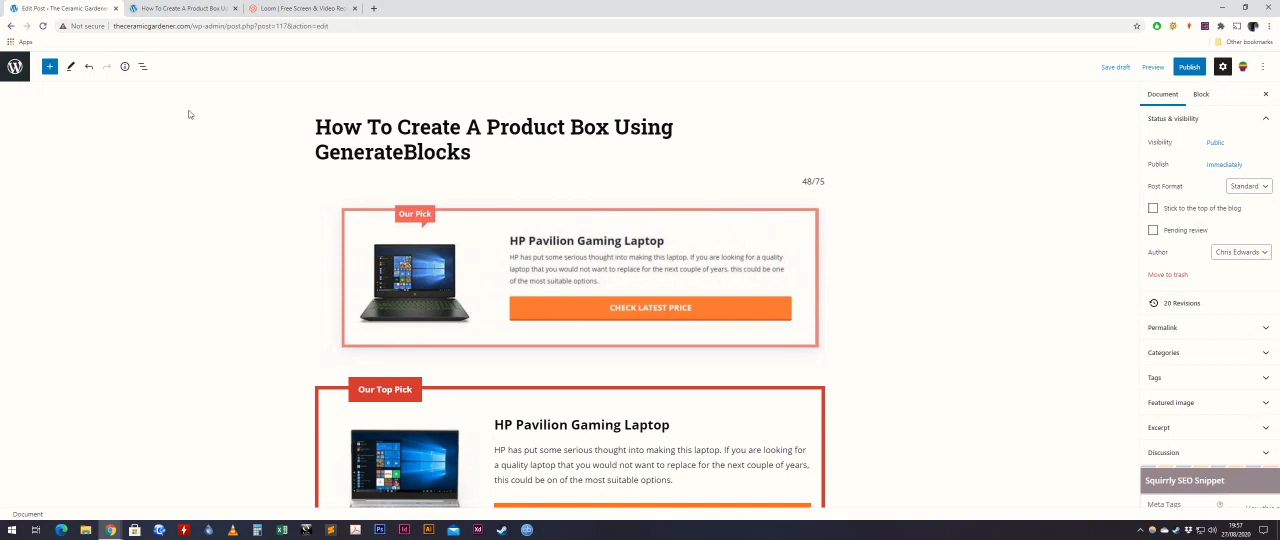 Edit Post ‹ The Ceramic Gardener
How To Create A Product Box U
Loom | Free Screen & Video Rec
Not secure | theceramicgardener.com/wp-admin/post.php?post=117&action=edit
Apps
Other bookmarks
Save draft
Preview
Publish
Document
Block
How To Create A Product Box Using
GenerateBlocks
48/75
Our Pick
HP Pavilion Gaming Laptop
HP has put some serious thought into making this laptop. If you are looking for a quality
laptop that you would not want to replace for the next couple of years, this could be one
of the most suitable options.
CHECK LATEST PRICE
Our Top Pick
HP Pavilion Gaming Laptop
HP has put some serious thought into making this laptop. If you are looking for
a quality laptop that you would not want to replace for the next couple of years,
this could be on of the most suitable options.
Status & visibility
Visibility
Public
Publish
Immediately
Post Format
Standard
Stick to the top of the blog
Pending review
Author
Chris Edwards
Move to trash
20 Revisions
Permalink
Categories
Tags
Featured image
Excerpt
Discussion
Squirrly SEO Snippet
Meta Tags
Document
19:57
27/08/2020